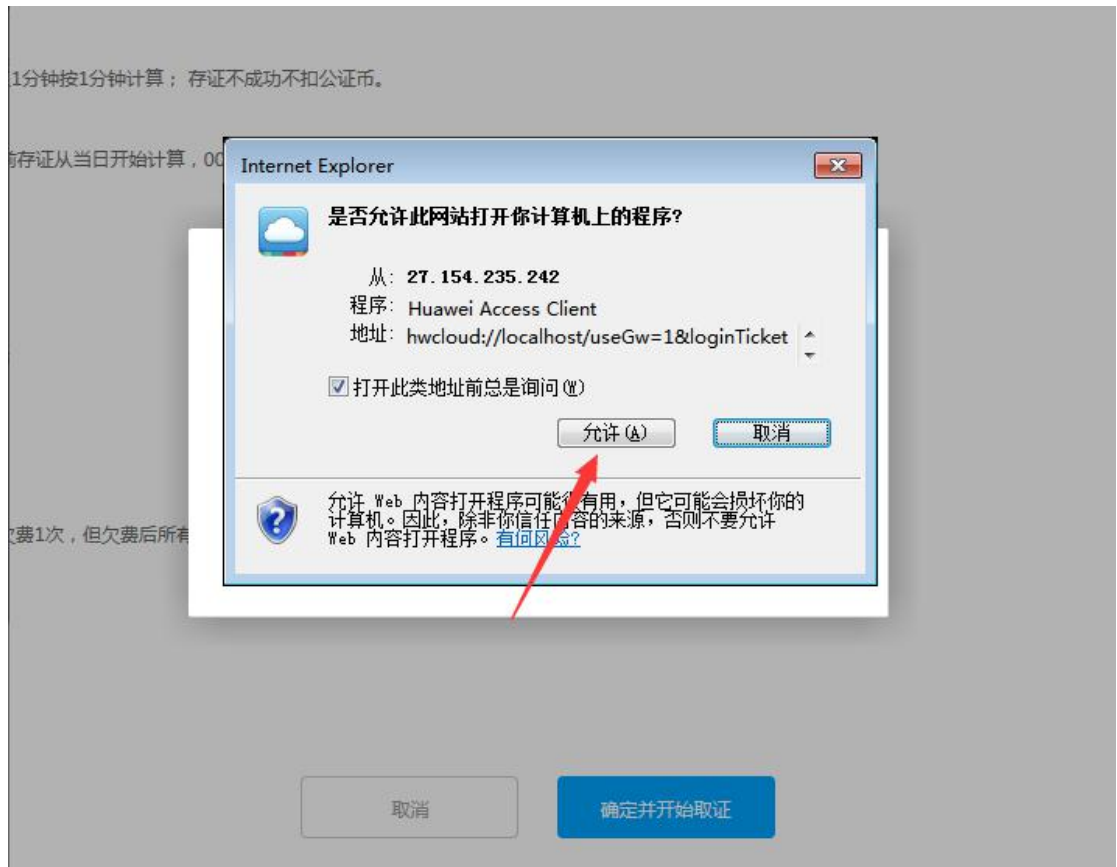 1分钟按1分钟计算；存证不成功不扣公证币。
存证从当日开始计算，00
Internet Explorer
是否允许此网站打开你计算机上的程序?
从: 27.154.235.242
程序: Huawei Access Client
地址: hwcloud://localhost/useGw=1&loginTicket
打开此类地址前总是询问(W)
允许(A)
取消
允许 Web 内容打开程序可能很有用，但它可能会损坏你的
计算机。因此，除非你信任内容的来源，否则不要允许
Web 内容打开程序。有何风险?
费1次，但欠费后所有
取消
确定并开始取证